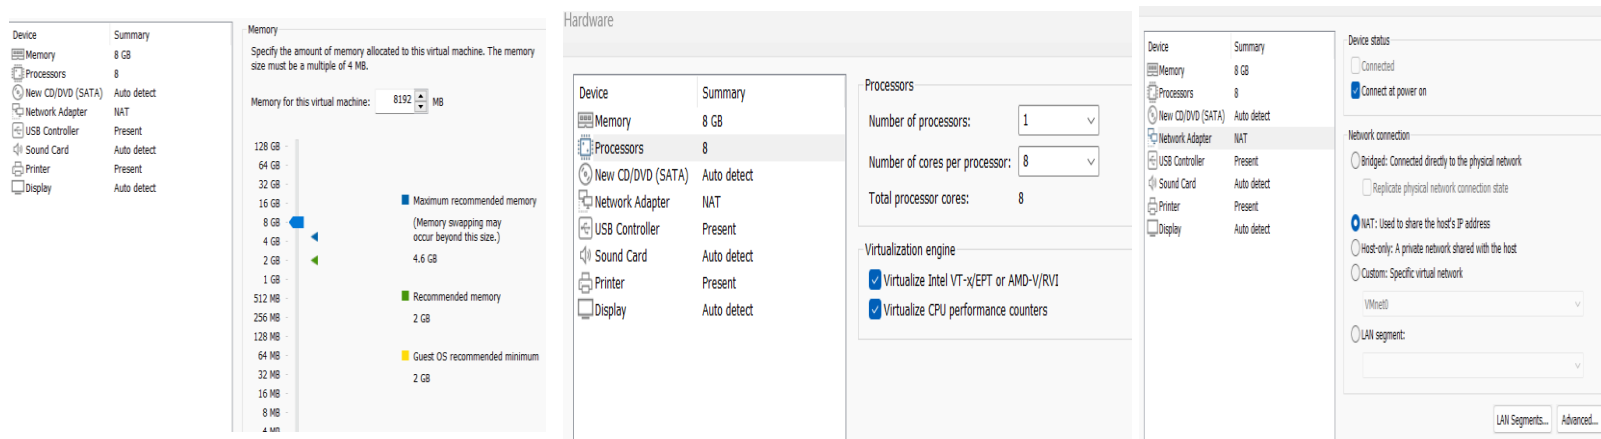 Device Summary
Memory 8 GB
Processors 8
New CD/DVD (SATA) Auto detect
Network Adapter NAT
USB Controller Present
Sound Card Auto detect
Printer Present
Display Auto detect
Memory
Specify the amount of memory allocated to this virtual machine. The memory
size must be a multiple of 4 MB.
Memory for this virtual machine: 8192 MB
128 GB
64 GB
32 GB
16 GB
8 GB
4 GB
2 GB
1 GB
512 MB
256 MB
128 MB
64 MB
32 MB
16 MB
8 MB
4 MB
Maximum recommended memory
(Memory swapping may
occur beyond this size.)
4.6 GB
Recommended memory
2 GB
Guest OS recommended minimum
2 GB
Hardware
Device Summary
Memory 8 GB
Processors 8
New CD/DVD (SATA) Auto detect
Network Adapter NAT
USB Controller Present
Sound Card Auto detect
Printer Present
Display Auto detect
Processors
Number of processors: 1
Number of cores per processor: 8
Total processor cores: 8
Virtualization engine
Virtualize Intel VT-x/EPT or AMD-V/RVI
Virtualize CPU performance counters
Device Summary
Memory 8 GB
Processors 8
New CD/DVD (SATA) Auto detect
Network Adapter NAT
USB Controller Present
Sound Card Auto detect
Printer Present
Display Auto detect
Device status
Connected
Connect at power on
Network connection
Bridged: Connected directly to the physical network
Replicate physical network connection state
NAT: Used to share the host's IP address
Host-only: A private network shared with the host
Custom: Specific virtual network
VMnet0
LAN segment:
LAN Segments... Advanced...